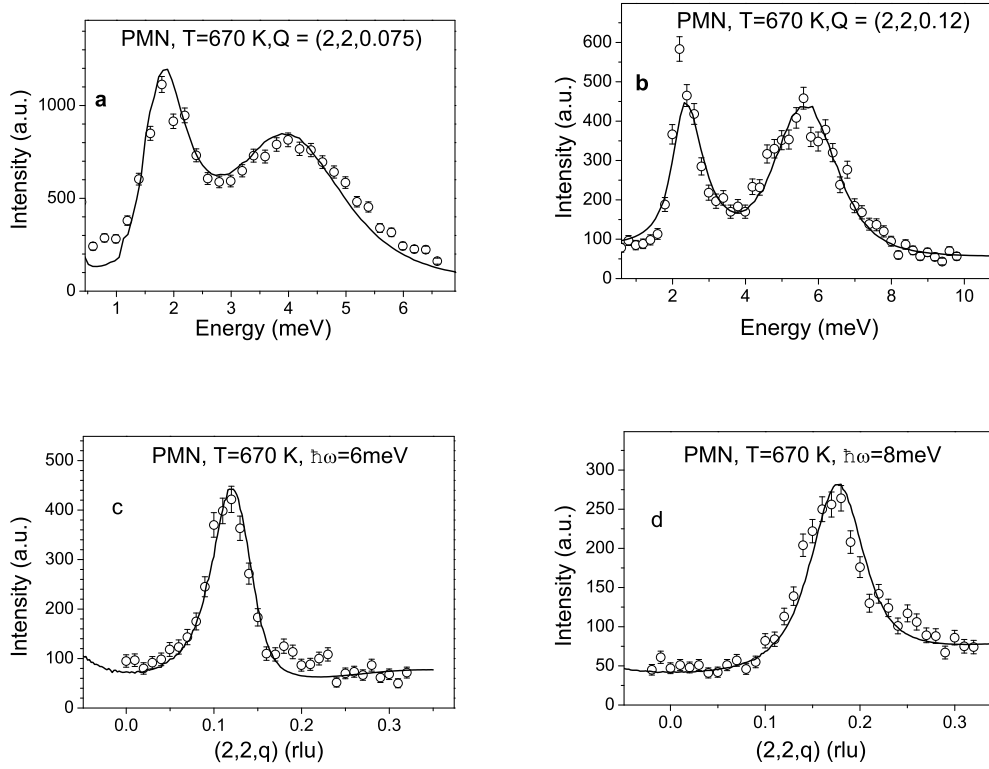 PMN, T=670 K,Q = (2,2,0.075)
a
Intensity (a.u.)
1000
500
0
1 2 3 4 5 6
Energy (meV)
PMN, T=670 K, Q = (2,2,0.12)
b
Intensity (a.u.)
600
500
400
300
200
100
0
2 4 6 8 10
Energy (meV)
PMN, T=670 K, ħω=6meV
c
Intensity (a.u.)
500
400
300
200
100
0
0.0 0.1 0.2 0.3
(2,2,q) (rlu)
PMN, T=670 K, ħω=8meV
d
Intensity (a.u.)
300
250
200
150
100
50
0
0.0 0.1 0.2 0.3
(2,2,q) (rlu)